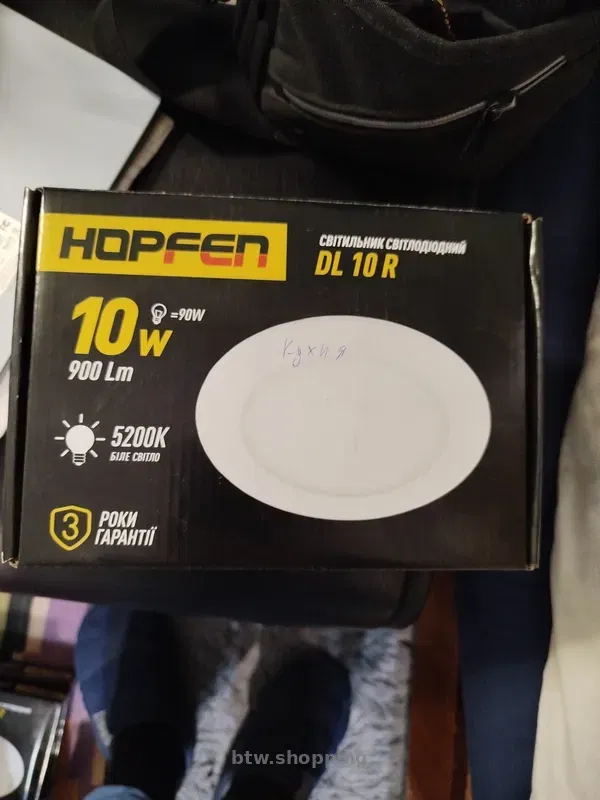 HOPFEN
СВІТИЛЬНИК СВІТЛОДІОДНИЙ
DL 10 R
10W
=90W
900 Lm
Кухня
5200K
БІЛЕ СВІТЛО
3
РОКИ
ГАРАНТІЇ
btw.shopping